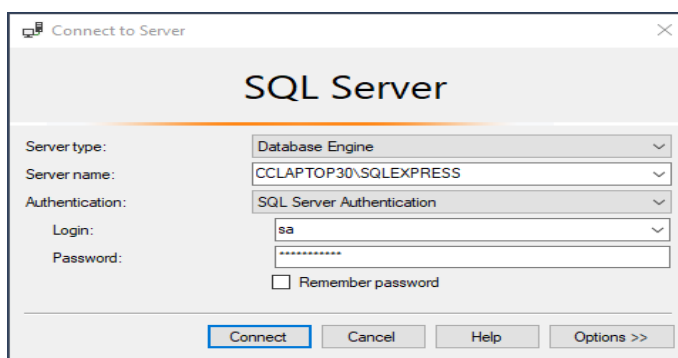 Connect to Server
SQL Server
Server type: Database Engine
Server name: CCLAPTOP30\SQLEXPRESS
Authentication: SQL Server Authentication
Login: sa
Password: ***********
Remember password
Connect Cancel Help Options >>